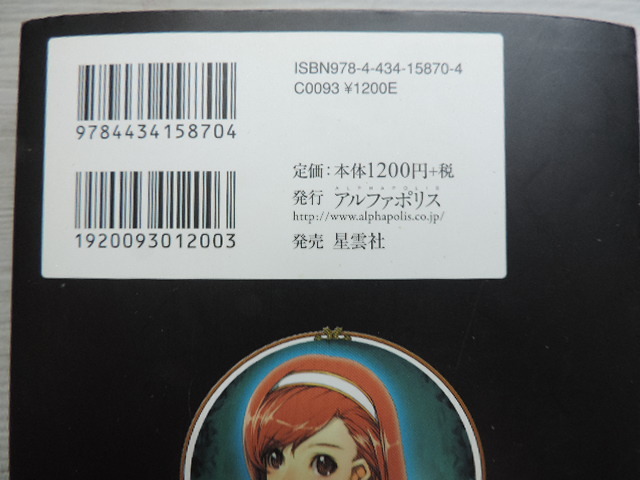 ISBN978-4-434-15870-4
C0093 ¥1200E
9784434158704
1920093012003
定価：本体1200円+税
ALPHAPOLIS
発行 アルファポリス
http://www.alphapolis.co.jp/
発売 星雲社